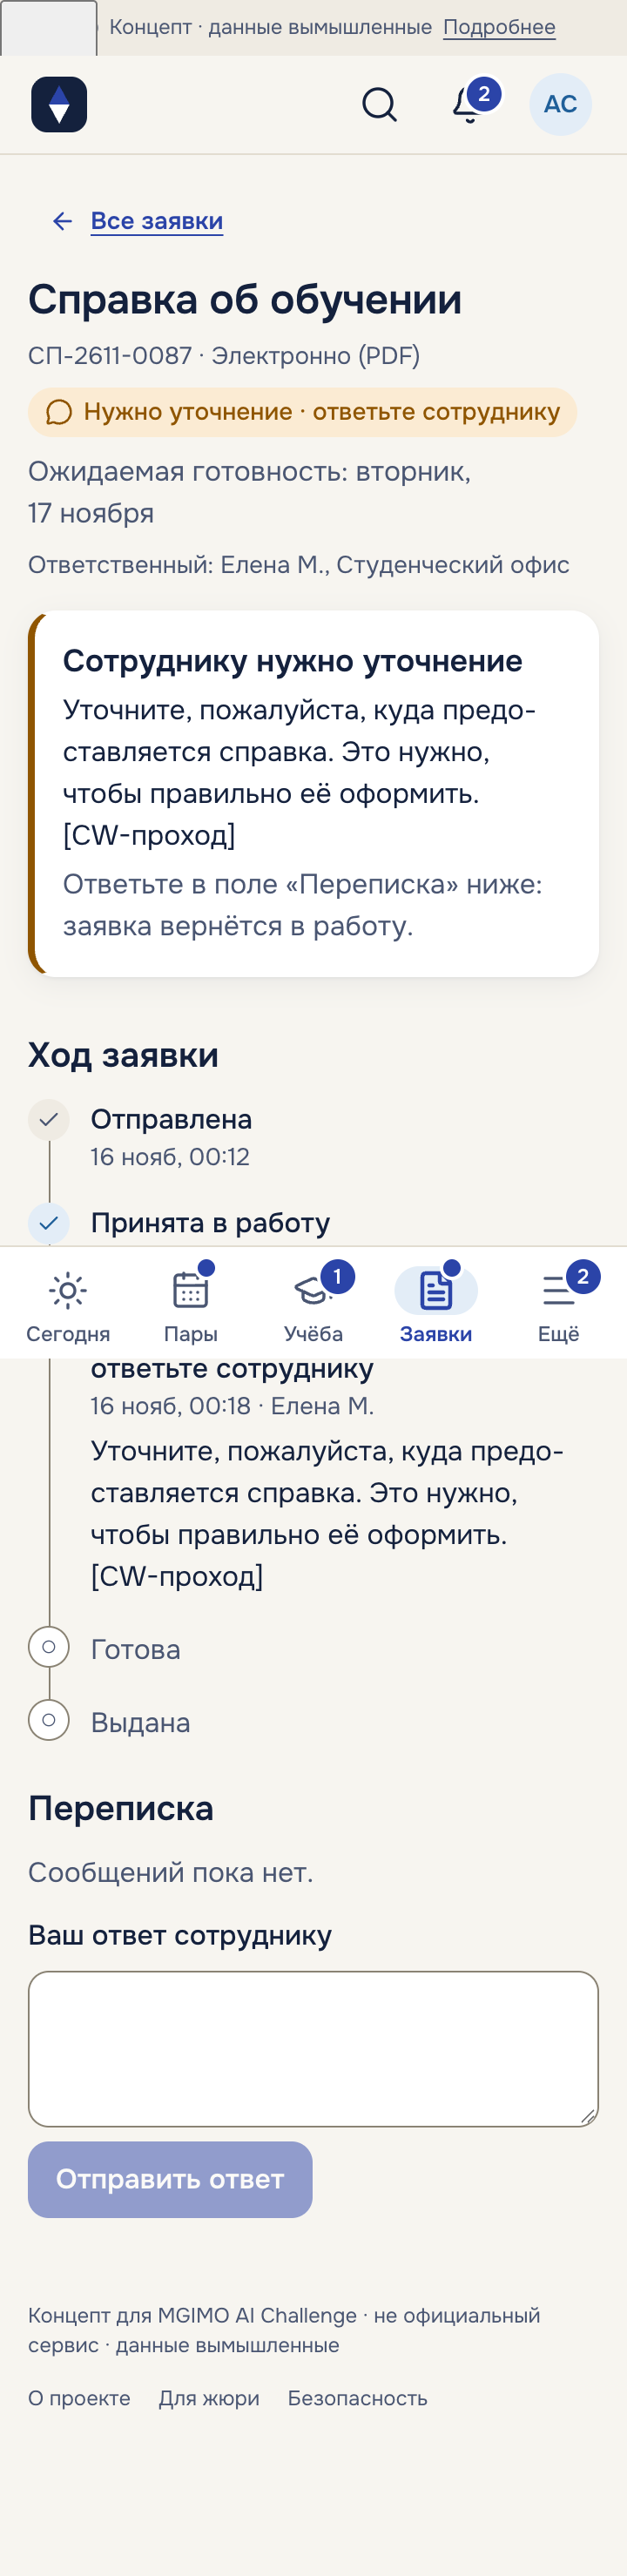 Концепт · данные вымышленные Подробнее
2
АС
Все заявки
Справка об обучении
СП-2611-0087 · Электронно (PDF)
Нужно уточнение · ответьте сотруднику
Ожидаемая готовность: вторник,
17 ноября
Ответственный: Елена М., Студенческий офис
Сотруднику нужно уточнение
Уточните, пожалуйста, куда предо-
ставляется справка. Это нужно,
чтобы правильно её оформить.
[CW-проход]
Ответьте в поле «Переписка» ниже:
заявка вернётся в работу.
Ход заявки
Отправлена
16 нояб, 00:12
Принята в работу
1
2
Сегодня
Пары
Учёба
Заявки
Ещё
ответьте сотруднику
16 нояб, 00:18 · Елена М.
Уточните, пожалуйста, куда предо-
ставляется справка. Это нужно,
чтобы правильно её оформить.
[CW-проход]
Готова
Выдана
Переписка
Сообщений пока нет.
Ваш ответ сотруднику
Отправить ответ
Концепт для MGIMO AI Challenge · не официальный
сервис · данные вымышленные
О проекте
Для жюри
Безопасность